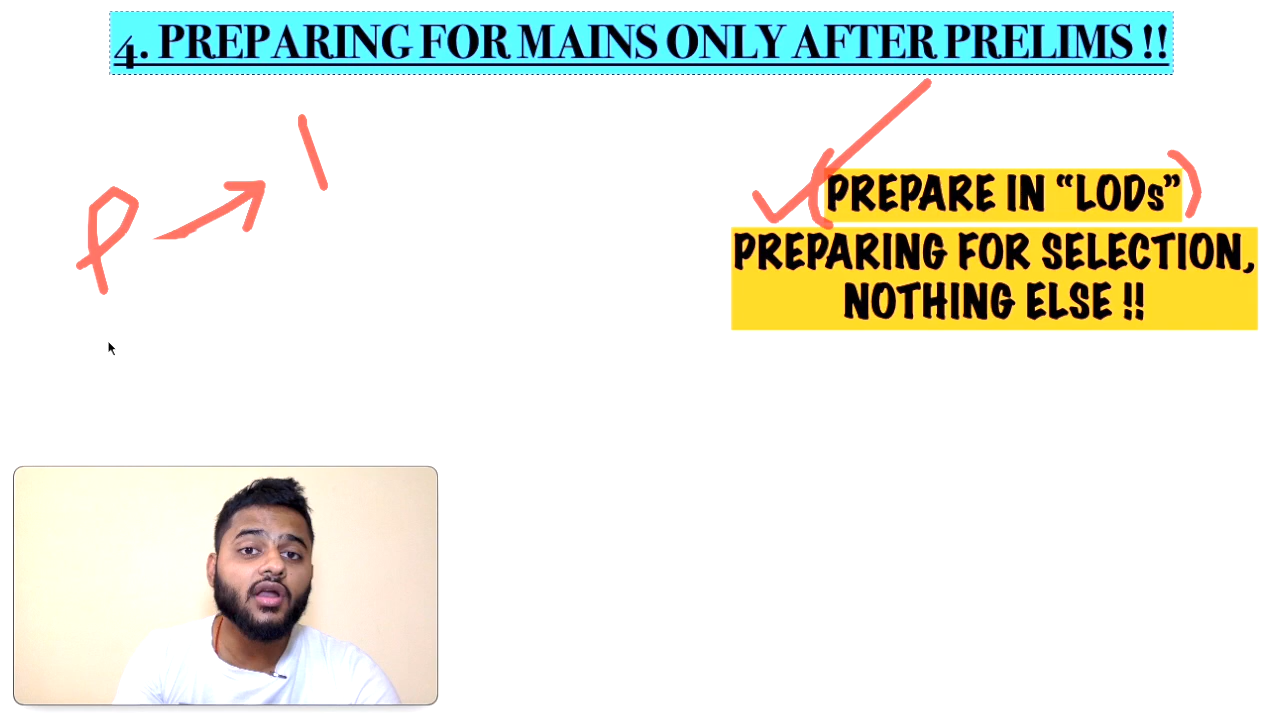 4. PREPARING FOR MAINS ONLY AFTER PRELIMS !!
P
PREPARE IN “LODs”
PREPARING FOR SELECTION,
NOTHING ELSE !!